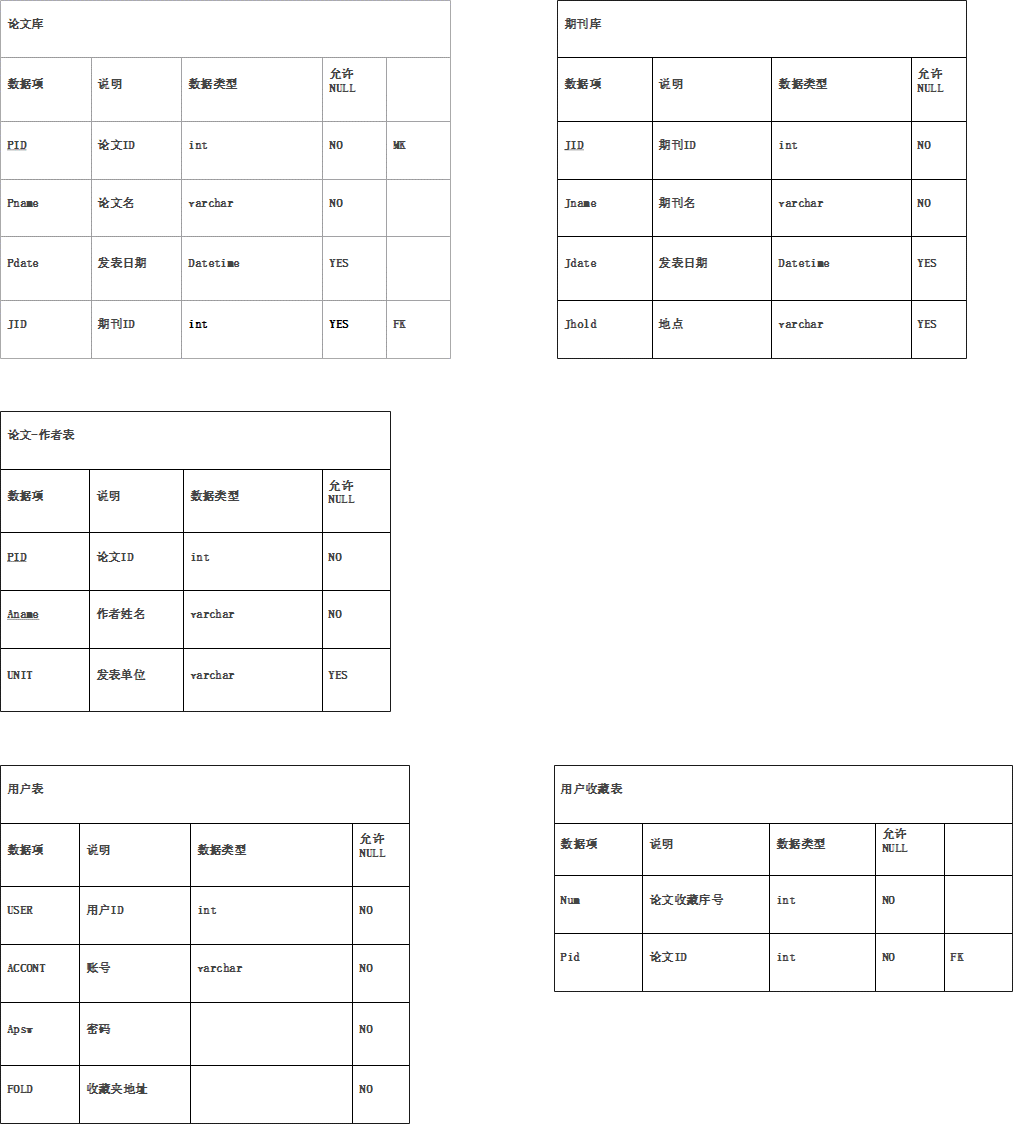 论文库
数据项 说明 数据类型 允许
NULL
PID 论文ID int NO
Pname 论文名 varchar NO
Pdate 发表日期 Datetime YES
JID 期刊ID int YES FK
期刊库
数据项 说明 数据类型 允许
NULL
JID 期刊ID int NO
Jname 期刊名 varchar NO
Jdate 发表日期 Datetime YES
Jhold 地点 varchar YES
论文-作者表
数据项 说明 数据类型 允许
NULL
PID 论文ID int NO
Aname 作者姓名 varchar NO
UNIT 发表单位 varchar YES
用户表
数据项 说明 数据类型 允许
NULL
USER 用户ID int NO
ACCONT 账号 varchar NO
Apsw 密码 NO
FOLD 收藏夹地址 NO
用户收藏表
数据项 说明 数据类型 允许
NULL
Num 论文收藏序号 int NO
Pid 论文ID int NO FK